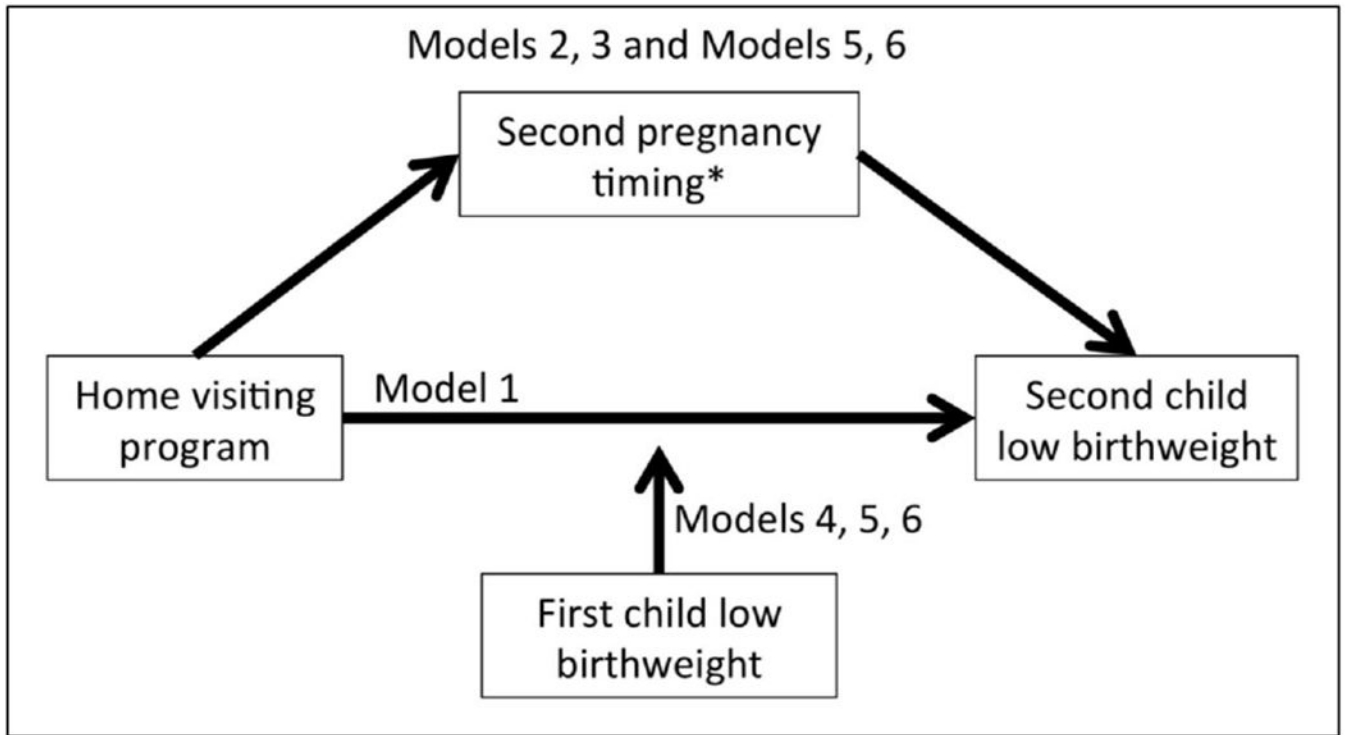 Models 2, 3 and Models 5, 6
Second pregnancy
timing*
Home visiting
program
Model 1
Second child
low birthweight
Models 4, 5, 6
First child low
birthweight